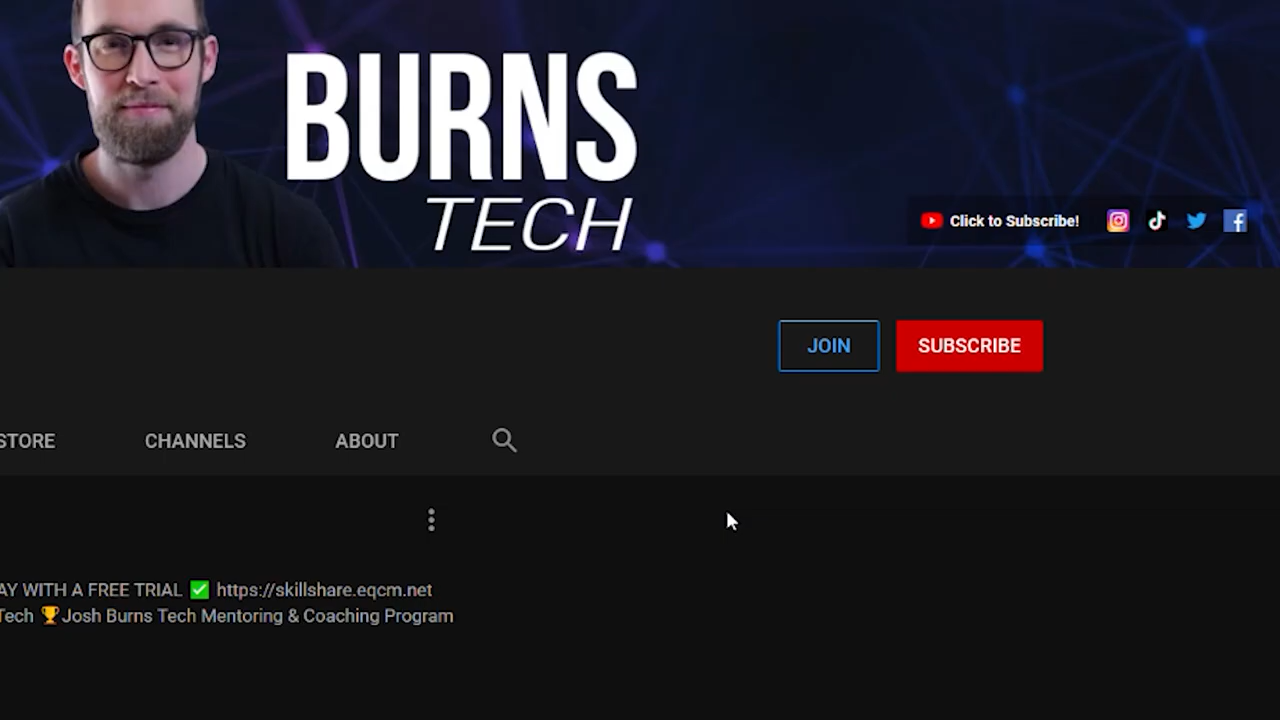 BURNS
TECH
Click to Subscribe!
JOIN
SUBSCRIBE
STORE
CHANNELS
ABOUT
AY WITH A FREE TRIAL ✅ https://skillshare.eqcm.net
Tech 🏆Josh Burns Tech Mentoring & Coaching Program